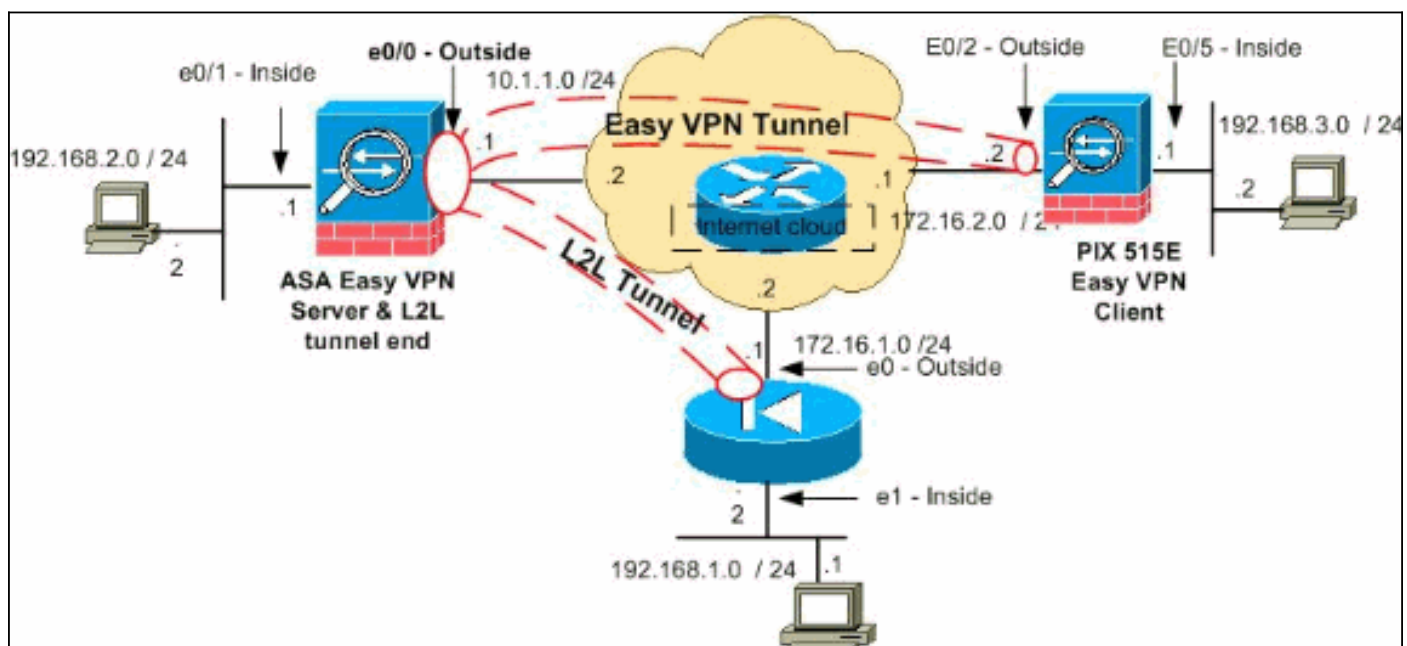 e0/1 - Inside
e0/0 - Outside
10.1.1.0 /24
E0/2 - Outside
E0/5 - Inside
192.168.2.0 / 24
.1
.2
Easy VPN Tunnel
.1
.2
.1
192.168.3.0 / 24
.2
.1
.
2
Internet cloud
172.16.2.0 / 2
ASA Easy VPN
Server & L2L
tunnel end
L2L Tunnel
PIX 515E
Easy VPN
Client
.2
.1
172.16.1.0 /24
e0 - Outside
.
2
e1 - Inside
192.168.1.0 / 24
.1